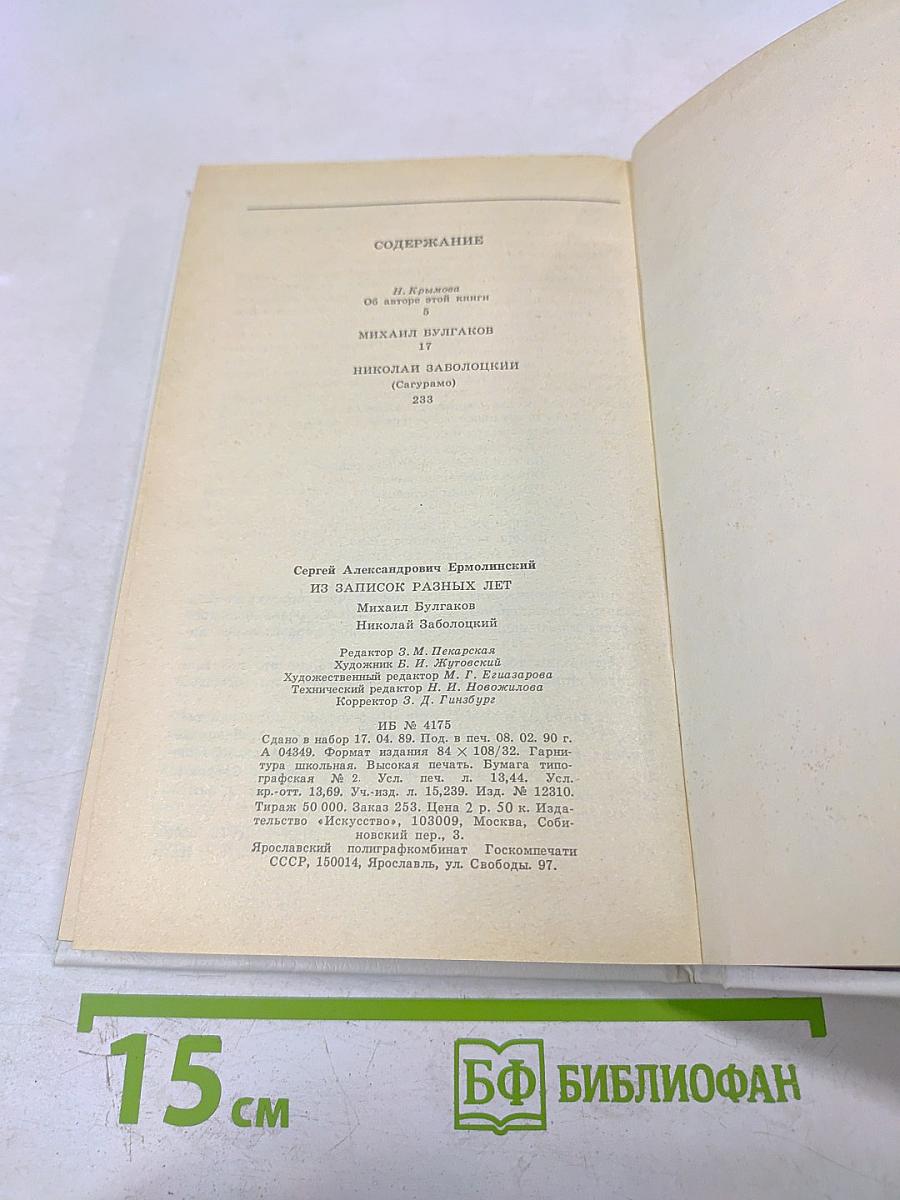 СОДЕРЖАНИЕ
Н. Крымова
Об авторе этой книги
5
МИХАИЛ БУЛГАКОВ
17
НИКОЛАЙ ЗАБОЛОЦКИЙ
(Сагурамо)
233
Сергей Александрович Ермолинский
ИЗ ЗАПИСОК РАЗНЫХ ЛЕТ
Михаил Булгаков
Николай Заболоцкий
Редактор З. М. Пекарская
Художник Б. И. Жутовский
Художественный редактор М. Г. Егиазарова
Технический редактор Н. И. Новожилова
Корректор З. Д. Гинзбург
ИБ № 4175
Сдано в набор 17. 04. 89. Под. в печ. 08. 02. 90 г.
А 04349. Формат издания 84 × 108/32. Гарни-
тура школьная. Высокая печать. Бумага типо-
графская № 2. Усл. печ. л. 13,44. Усл.
кр.-отт. 13,69. Уч.-изд. л. 15,239. Изд. № 12310.
Тираж 50 000. Заказ 253. Цена 2 р. 50 к. Изда-
тельство «Искусство», 103009, Москва, Соби-
новский пер., 3.
Ярославский полиграфкомбинат Госкомпечати
СССР, 150014, Ярославль, ул. Свободы. 97.
15 см
БФ БИБЛИОФАН